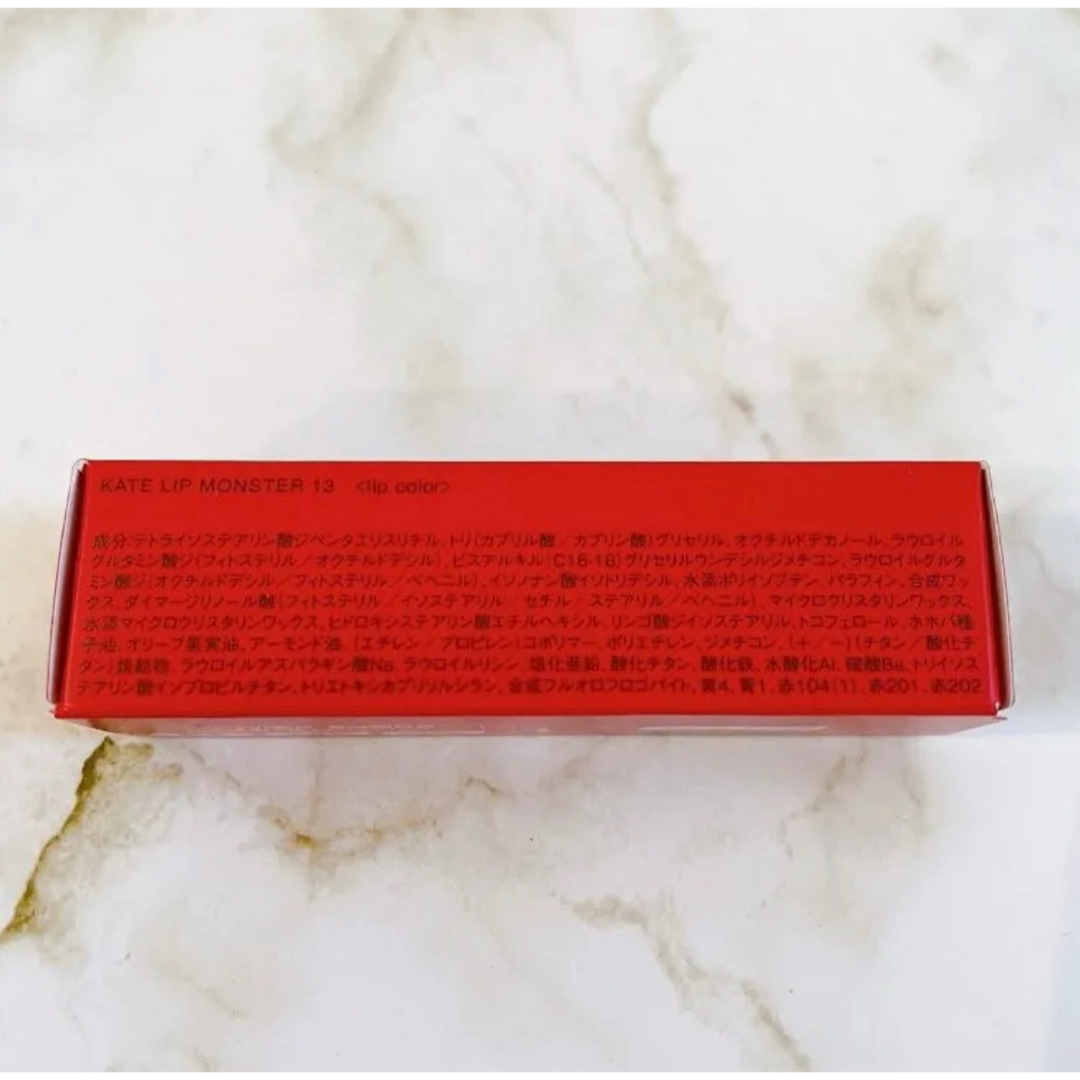 KATE LIP MONSTER 13 <lip color>
成分:テトライソステアリン酸ジペンタエリスリチル、トリ(カプリル酸/カプリン酸)グリセリル、オクチルドデカノール、ラウロイル
グルタミン酸ジ(フィトステリル/オクチルドデシル)、ビスアルキル(C16-18)グリセリルウンデシルジメチコン、ラウロイルグルタ
ミン酸ジ(オクチルドデシル/フィトステリル/ベヘニル)、イソノナン酸イソトリデシル、水添ポリイソブテン、パラフィン、合成ワッ
クス、ダイマージリノール酸(フィトステリル/イソステアリル/セチル/ステアリル/ベヘニル)、マイクロクリスタリンワックス、
水添マイクロクリスタリンワックス、ヒドロキシステアリン酸エチルヘキシル、リンゴ酸ジイソステアリル、トコフェロール、ホホバ種
子油、オリーブ果実油、アーモンド油、(エチレン/プロピレン)コポリマー、ポリエチレン、ジメチコン、(+/-)(チタン/酸化チ
タン)焼結物、ラウロイルアスパラギン酸Na、ラウロイルリシン、塩化亜鉛、酸化チタン、酸化鉄、水酸化Al、硫酸Ba、トリイソス
テアリン酸イソプロピルチタン、トリエトキシカプリリルシラン、合成フルオロフロゴパイト、黄4、青1、赤104(1)、赤201、赤202